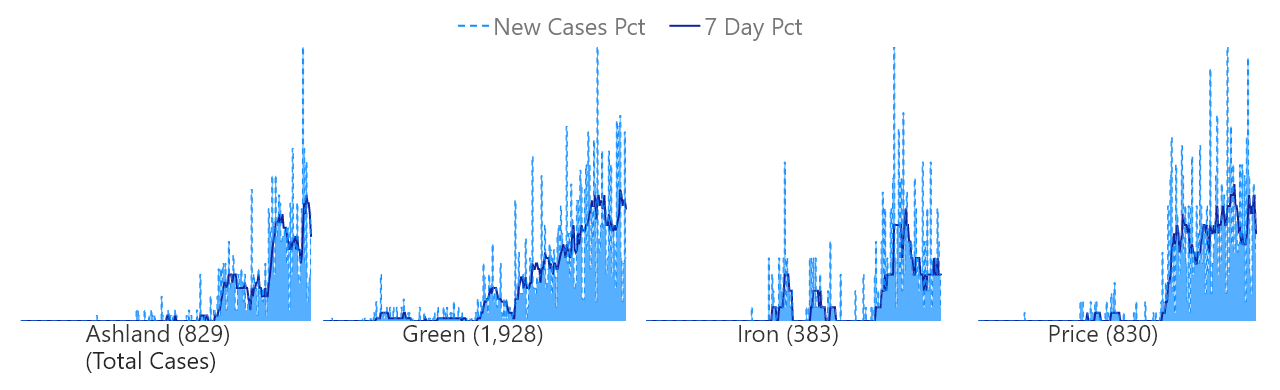 New Cases Pct 7 Day Pct
Ashland (829) Green (1,928) Iron (383) Price (830)
(Total Cases)